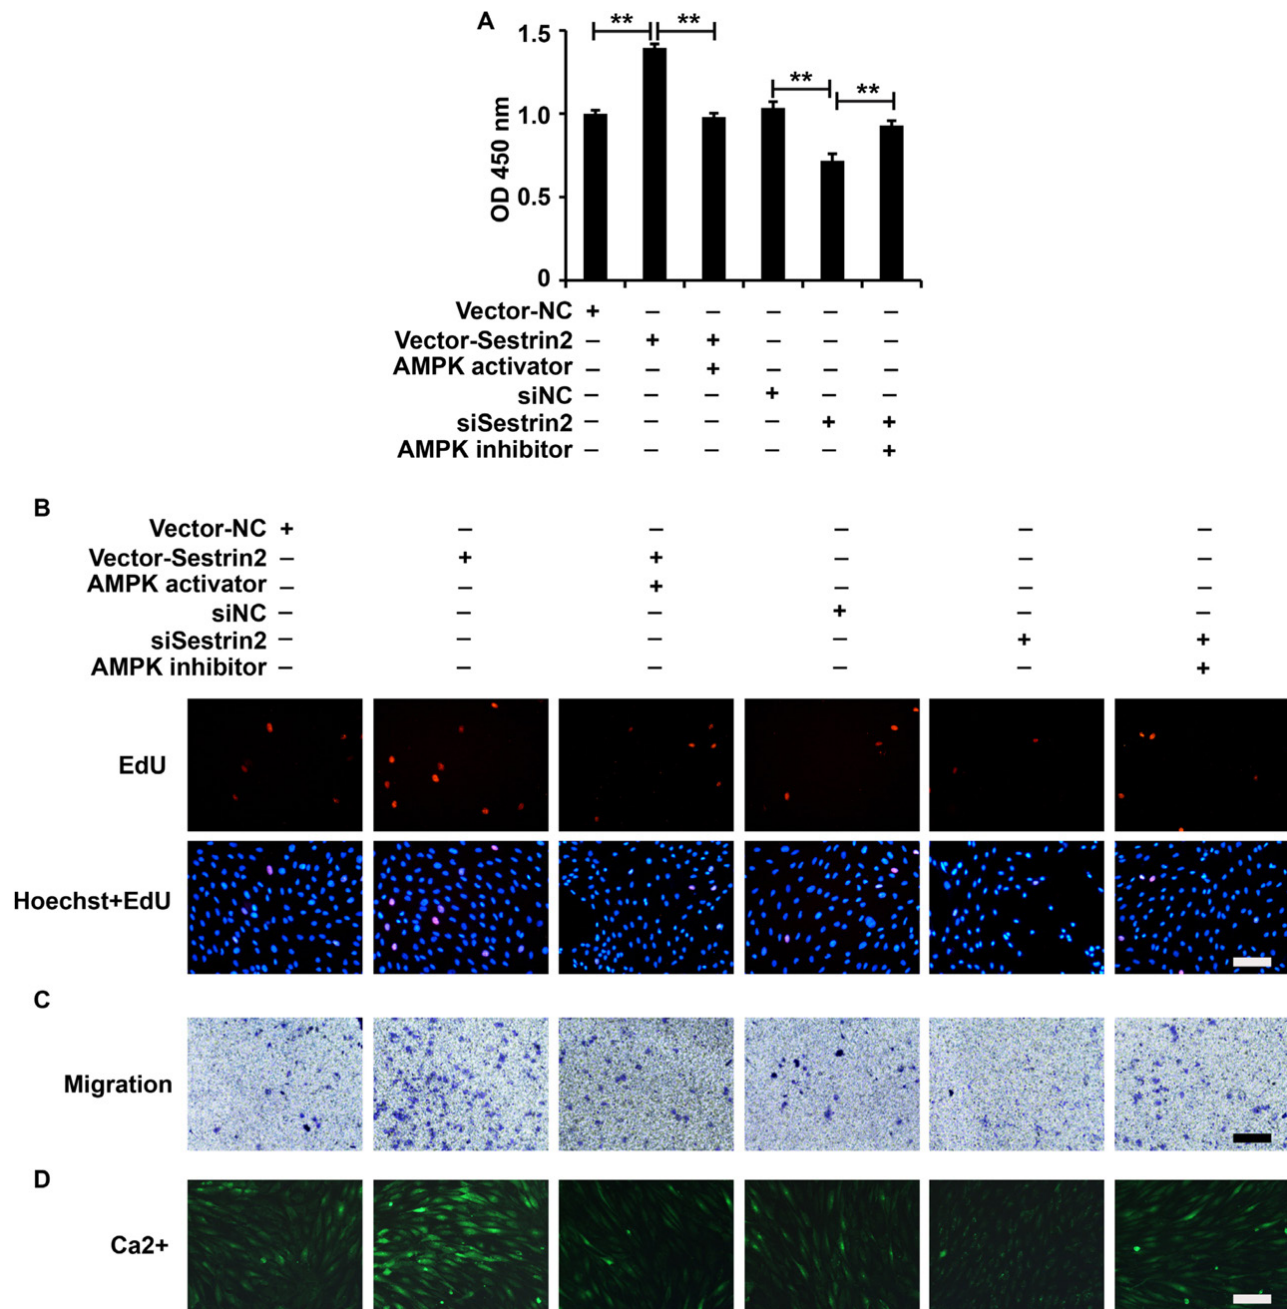 A
** **
1.5
** **
1.0
OD 450 nm
0.5
0
Vector-NC + – – – – –
Vector-Sestrin2 – + + – – –
AMPK activator – – + – – –
siNC – – – + – –
siSestrin2 – – – – + +
AMPK inhibitor – – – – – +
B
Vector-NC + – – – – –
Vector-Sestrin2 – + + – – –
AMPK activator – – + – – –
siNC – – – + – –
siSestrin2 – – – – + +
AMPK inhibitor – – – – – +
EdU
Hoechst+EdU
C
Migration
D
Ca2+